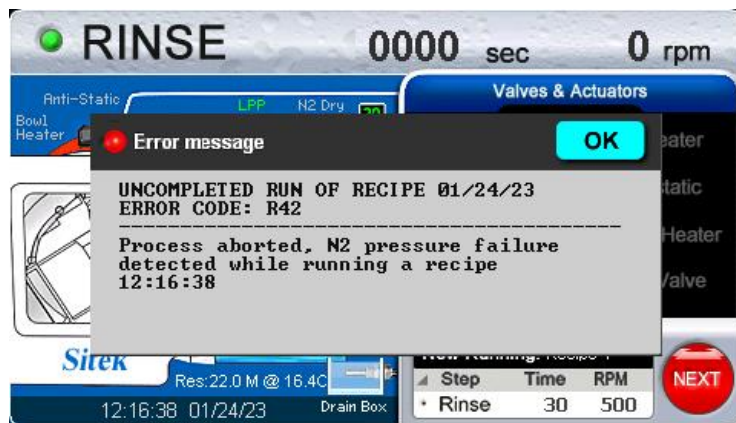 RINSE 0000 sec 0 rpm
Anti-Static LPP N2 Dry
Bowl
Heater
Valves & Actuators
Error message OK
UNCOMPLETED RUN OF RECIPE 01/24/23
ERROR CODE: R42
Process aborted, N2 pressure failure
detected while running a recipe
12:16:38
Heater
Sitek
Res:22.0 M @ 16.4C
12:16:38 01/24/23 Drain Box
Step Time RPM
Rinse 30 500
NEXT